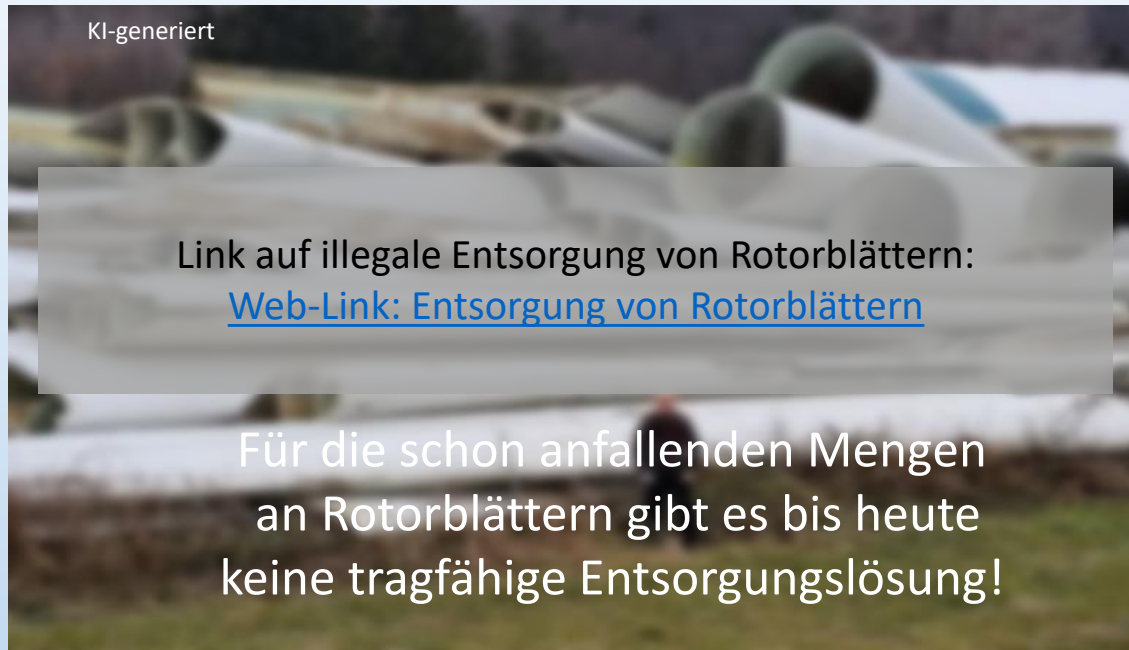 KI-generiert
Link auf illegale Entsorgung von Rotorblättern:
Web-Link: Entsorgung von Rotorblättern
Für die schon anfallenden Mengen
an Rotorblättern gibt es bis heute
keine tragfähige Entsorgungslösung!